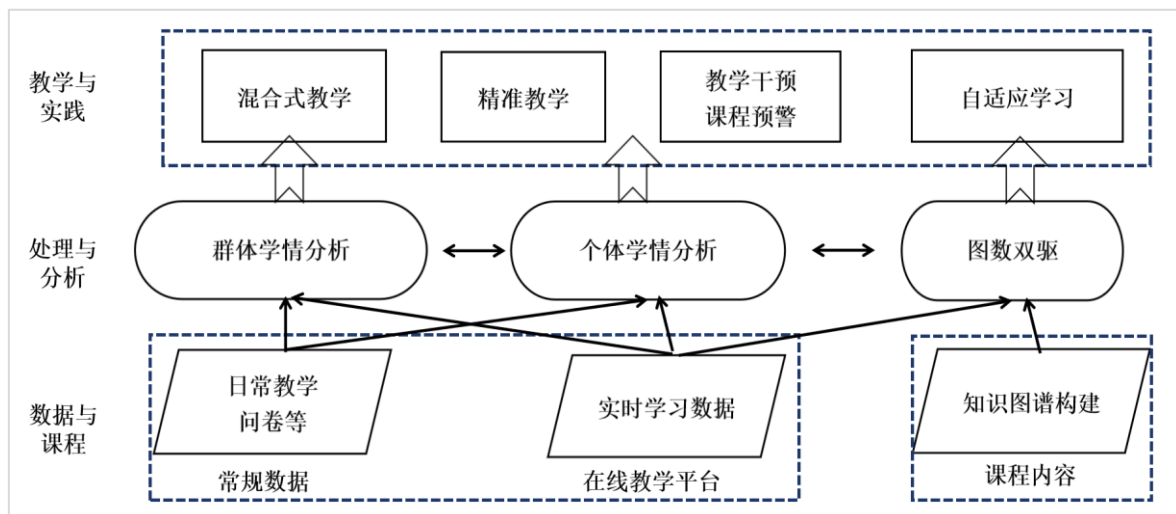 教学与
实践
混合式教学
精准教学
教学干预
课程预警
自适应学习
处理与
分析
群体学情分析
个体学情分析
图数双驱
数据与
课程
日常教学
问卷等
实时学习数据
知识图谱构建
常规数据
在线教学平台
课程内容